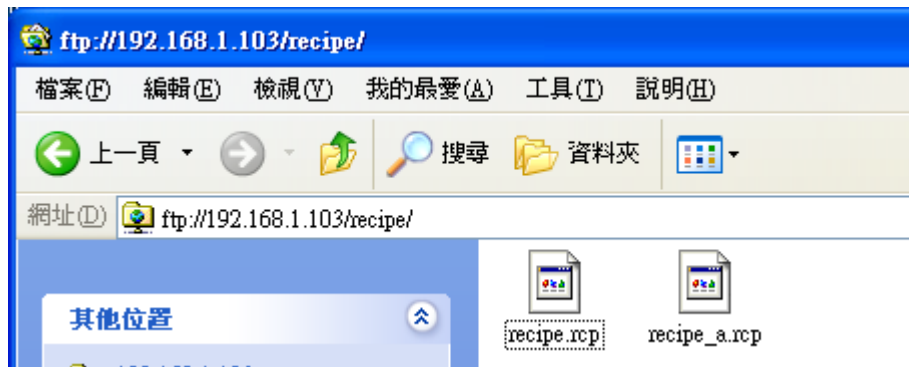 ftp://192.168.1.103/recipe/
檔案(F) 編輯(E) 檢視(V) 我的最愛(A) 工具(T) 說明(H)
上一頁 搜尋 資料夾
網址(D) ftp://192.168.1.103/recipe/
其他位置
recipe.rcp recipe_a.rcp